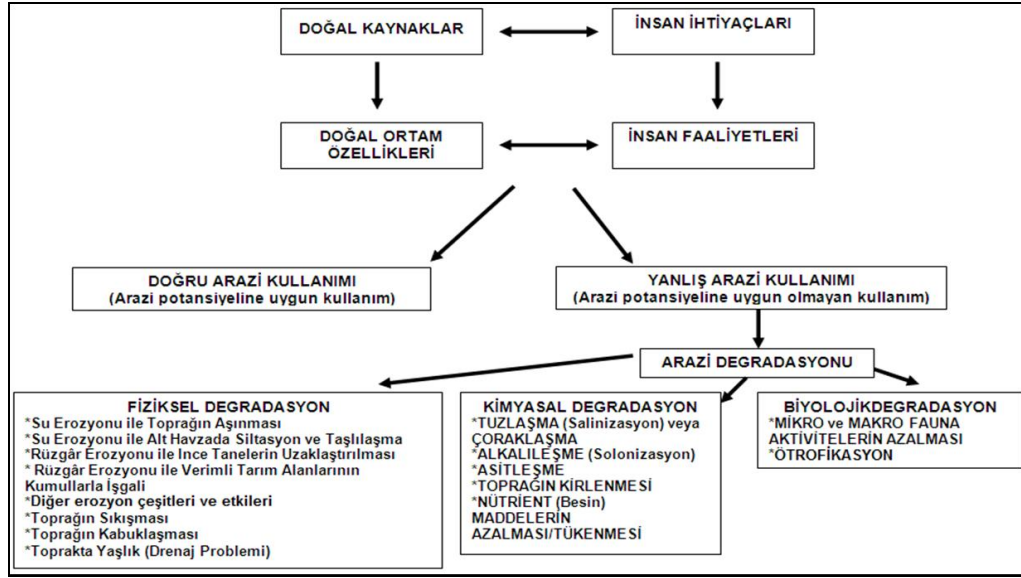 DOĞAL KAYNAKLAR
İNSAN İHTİYAÇLARI
DOĞAL ORTAM
ÖZELLİKLERİ
İNSAN FAALİYETLERİ
DOĞRU ARAZİ KULLANIMI
(Arazi potansiyeline uygun kullanım)
YANLIŞ ARAZİ KULLANIMI
(Arazi potansiyeline uygun olmayan kullanım)
ARAZİ DEGRADASYONU
FİZİKSEL DEGRADASYON
*Su Erozyonu ile Toprağın Aşınması
*Su Erozyonu ile Alt Havzada Siltasyon ve Taşlılaşma
*Rüzgâr Erozyonu ile Ince Tanelerin Uzaklaştırılması
* Rüzgâr Erozyonu ile Verimli Tarım Alanlarının
Kumullarla İşgali
*Diğer erozyon çeşitleri ve etkileri
*Toprağın Sıkışması
*Toprağın Kabuklaşması
*Toprakta Yaşlık (Drenaj Problemi)
KİMYASAL DEGRADASYON
*TUZLAŞMA (Salinizasyon) veya
ÇORAKLAŞMA
*ALKALILEŞME (Solonizasyon)
*ASİTLEŞME
*TOPRAĞIN KİRLENMESİ
*NÜTRİENT (Besin)
MADDELERIN
AZALMASI/TÜKENMESİ
BİYOLOJİKDEGRADASYON
*MİKRO ve MAKRO FAUNA
AKTİVİTELERIN AZALMASI
*ÖTROFİKASYON